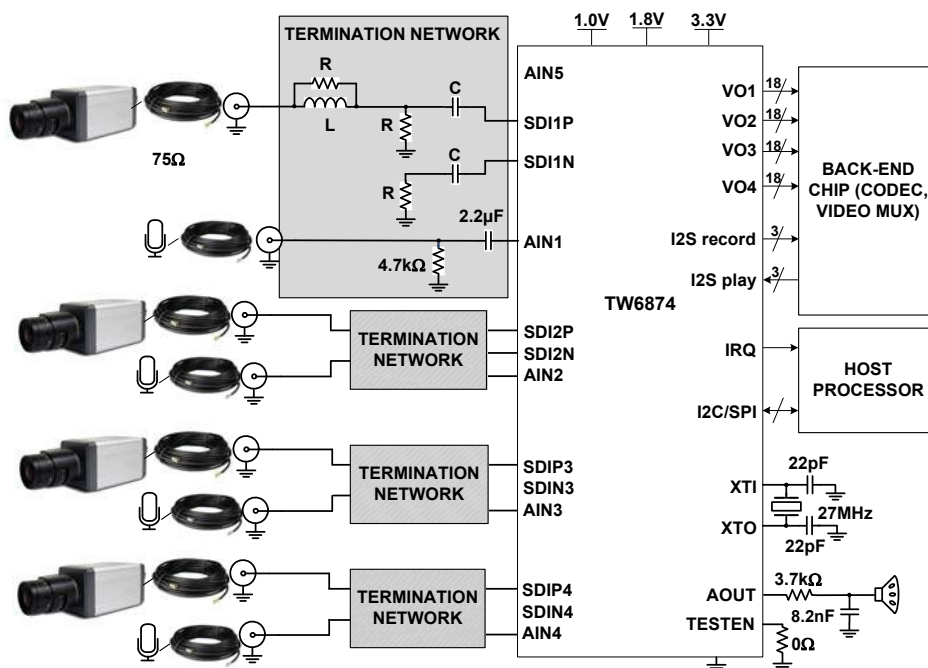 1.0V
1.8V
3.3V
TERMINATION NETWORK
R
L
R
C
R
C
75Ω
2.2µF
4.7kΩ
AIN5
SDI1P
SDI1N
AIN1
TERMINATION
NETWORK
SDI2P
SDI2N
AIN2
TERMINATION
NETWORK
SDIP3
SDIN3
AIN3
TERMINATION
NETWORK
SDIP4
SDIN4
AIN4
TW6874
VO1
18
VO2
18
VO3
18
VO4
18
I2S record
3
I2S play
3
BACK-END
CHIP (CODEC,
VIDEO MUX)
IRQ
I2C/SPI
HOST
PROCESSOR
XTI
XTO
22pF
27MHz
22pF
AOUT
3.7kΩ
8.2nF
TESTEN
0Ω